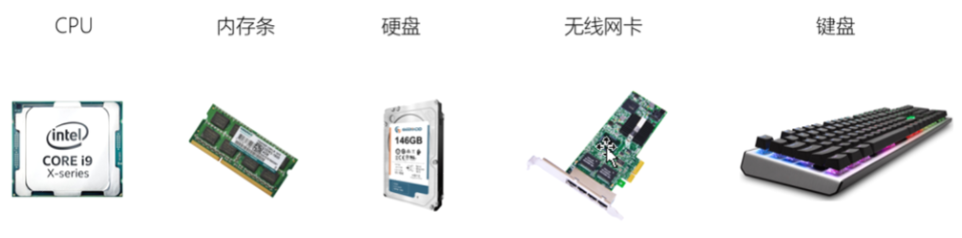 CPU
内存条
硬盘
无线网卡
键盘
intel
CORE i9
X-series
146GB